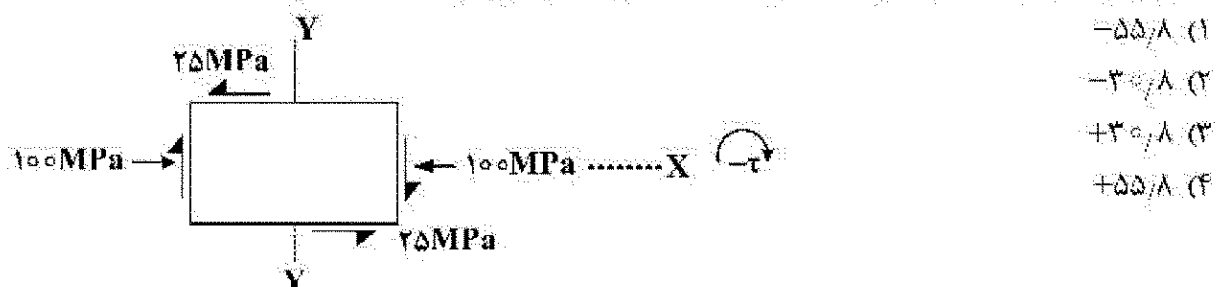 Y
۲۵MPa
۱۰۰MPa
۱۰۰MPa ........ X
−τ
۲۵MPa
Y
۱) −۵۵٫۸
۲) −۳۰٫۸
۳) +۳۰٫۸
۴) +۵۵٫۸